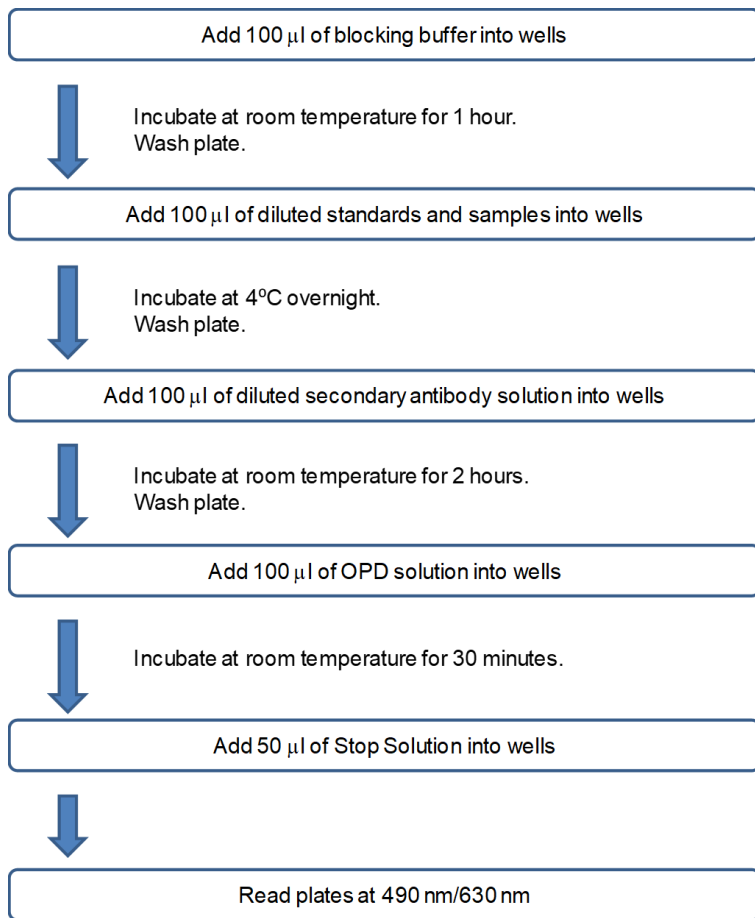 Add 100 μl of blocking buffer into wells
Incubate at room temperature for 1 hour.
Wash plate.
Add 100 μl of diluted standards and samples into wells
Incubate at 4ºC overnight.
Wash plate.
Add 100 μl of diluted secondary antibody solution into wells
Incubate at room temperature for 2 hours.
Wash plate.
Add 100 μl of OPD solution into wells
Incubate at room temperature for 30 minutes.
Add 50 μl of Stop Solution into wells
Read plates at 490 nm/630 nm